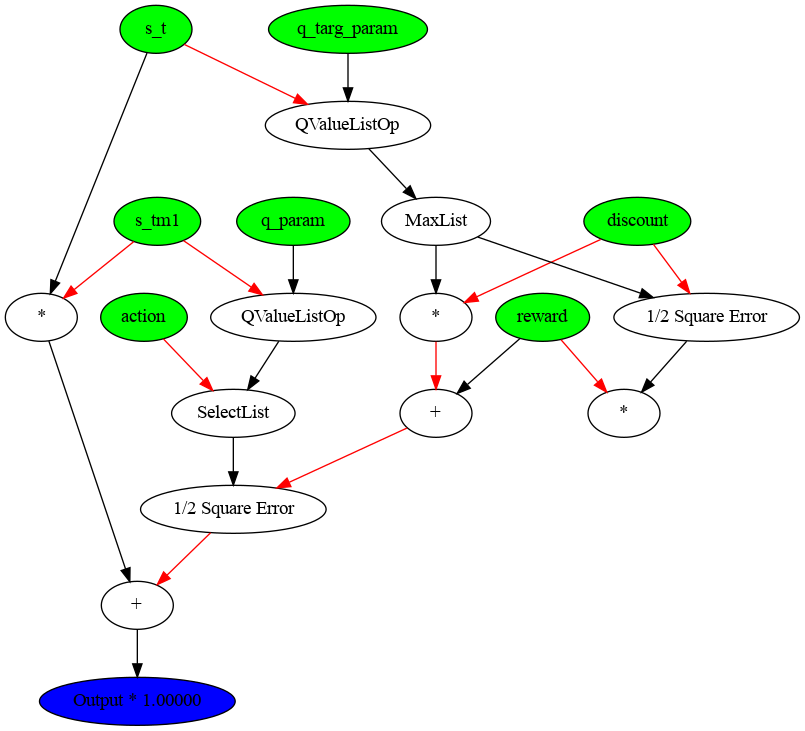 s_t
q_targ_param
QValueListOp
s_tm1
q_param
MaxList
discount
*
action
QValueListOp
*
reward
1/2 Square Error
SelectList
+
*
1/2 Square Error
+
Output * 1.00000